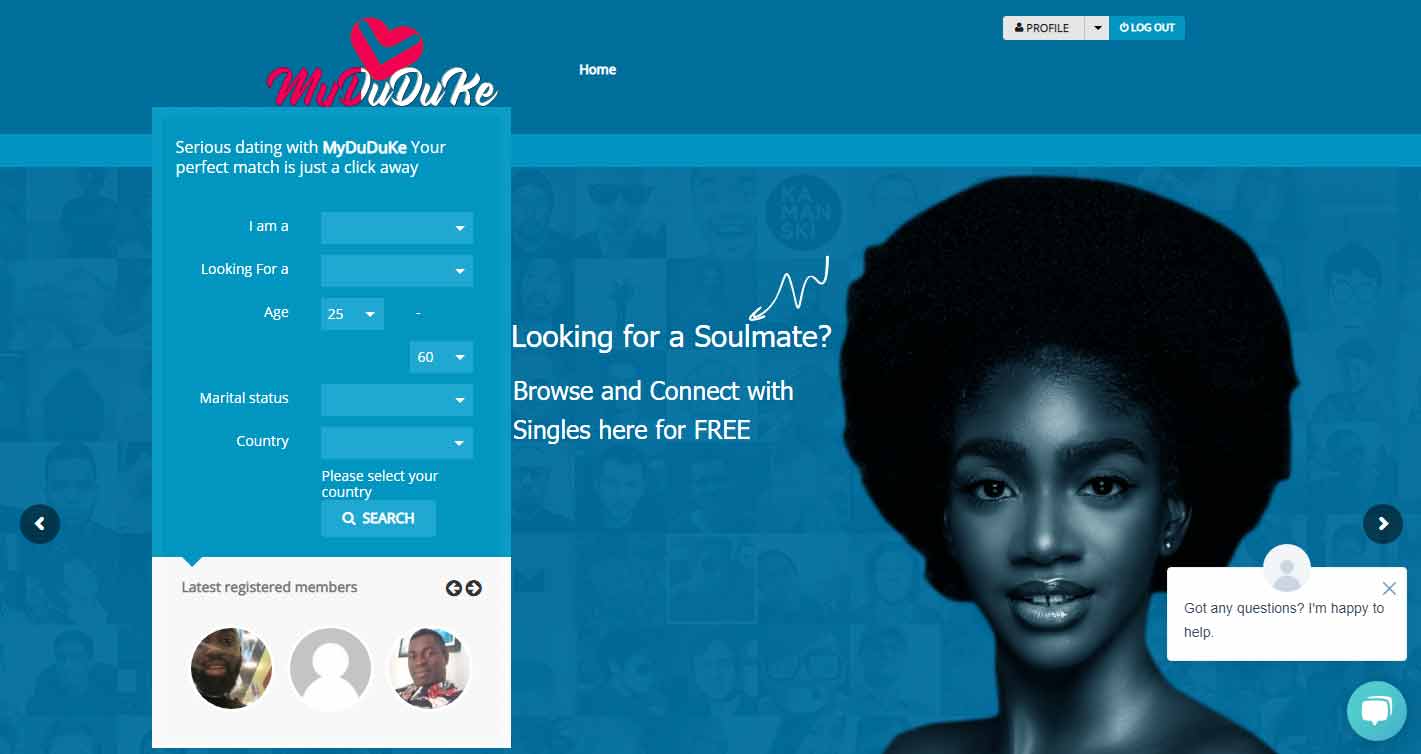 MyDuDuKe
Home
PROFILE
LOG OUT
Serious dating with MyDuDuKe Your
perfect match is just a click away
I am a
Looking For a
Age
25
-
60
Marital status
Country
Please select your
country
SEARCH
KA
MAN
SKI
Looking for a Soulmate?
Browse and Connect with
Singles here for FREE
Latest registered members
Got any questions? I'm happy to
help.